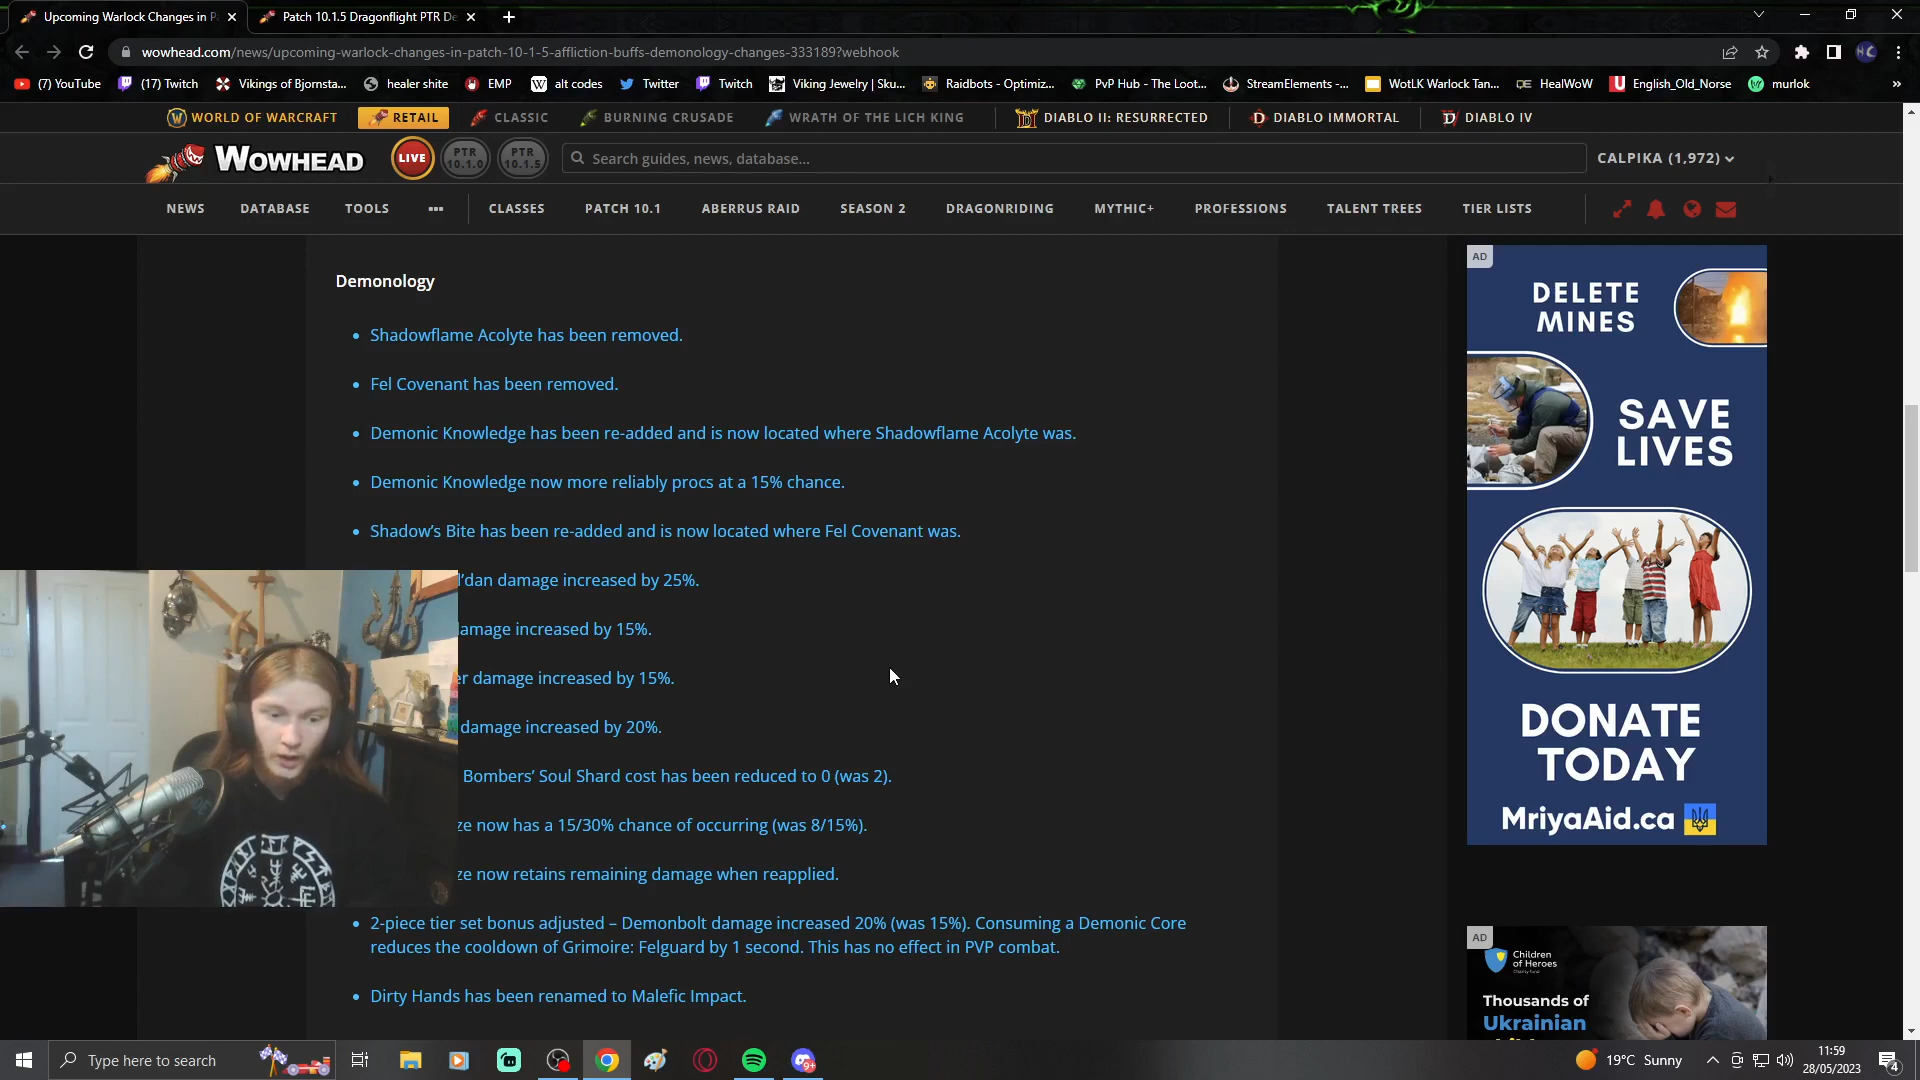 Upcoming Warlock Changes in P
Patch 10.1.5 Dragonflight PTR De
wowhead.com/news/upcoming-warlock-changes-in-patch-10-1-5-affliction-buffs-demonology-changes-333189?webhook
(7) YouTube
(17) Twitch
Vikings of Bjornsta...
healer shite
EMP
alt codes
Twitter
Twitch
Viking Jewelry | Sku...
Raidbots - Optimiz...
PvP Hub - The Loot...
StreamElements -...
WotLK Warlock Tan...
HealWoW
English_Old_Norse
murlok
WORLD OF WARCRAFT
RETAIL
CLASSIC
BURNING CRUSADE
WRATH OF THE LICH KING
DIABLO II: RESURRECTED
DIABLO IMMORTAL
DIABLO IV
WOWHEAD
LIVE
PTR 10.1.0
PTR 10.1.5
Search guides, news, database...
CALPIKA (1,972)
NEWS
DATABASE
TOOLS
CLASSES
PATCH 10.1
ABERRUS RAID
SEASON 2
DRAGONRIDING
MYTHIC+
PROFESSIONS
TALENT TREES
TIER LISTS
Demonology
• Shadowflame Acolyte has been removed.
• Fel Covenant has been removed.
• Demonic Knowledge has been re-added and is now located where Shadowflame Acolyte was.
• Demonic Knowledge now more reliably procs at a 15% chance.
• Shadow’s Bite has been re-added and is now located where Fel Covenant was.
l’dan damage increased by 25%.
damage increased by 15%.
er damage increased by 15%.
damage increased by 20%.
Bombers’ Soul Shard cost has been reduced to 0 (was 2).
ze now has a 15/30% chance of occurring (was 8/15%).
ze now retains remaining damage when reapplied.
• 2-piece tier set bonus adjusted – Demonbolt damage increased 20% (was 15%). Consuming a Demonic Core
reduces the cooldown of Grimoire: Felguard by 1 second. This has no effect in PVP combat.
• Dirty Hands has been renamed to Malefic Impact.
AD
DELETE
MINES
SAVE
LIVES
DONATE
TODAY
MriyaAid.ca
AD
Children
of Heroes
Thousands of
Ukrainian
Type here to search
9+
19°C Sunny
11:59
28/05/2023
4